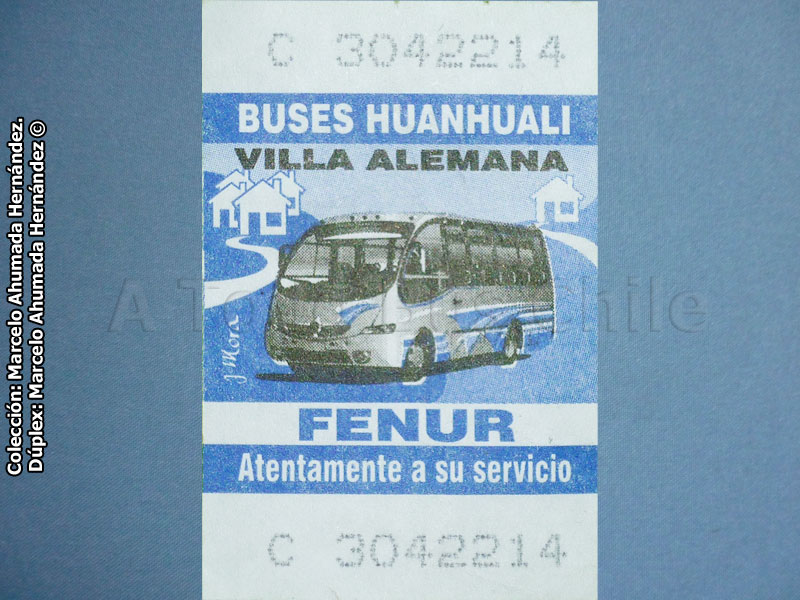 C 3042214
BUSES HUANHUALI
VILLA ALEMANA
J Mora
FENUR
Atentamente a su servicio
C 3042214
Colección: Marcelo Ahumada Hernández.
Dúplex: Marcelo Ahumada Hernández ©